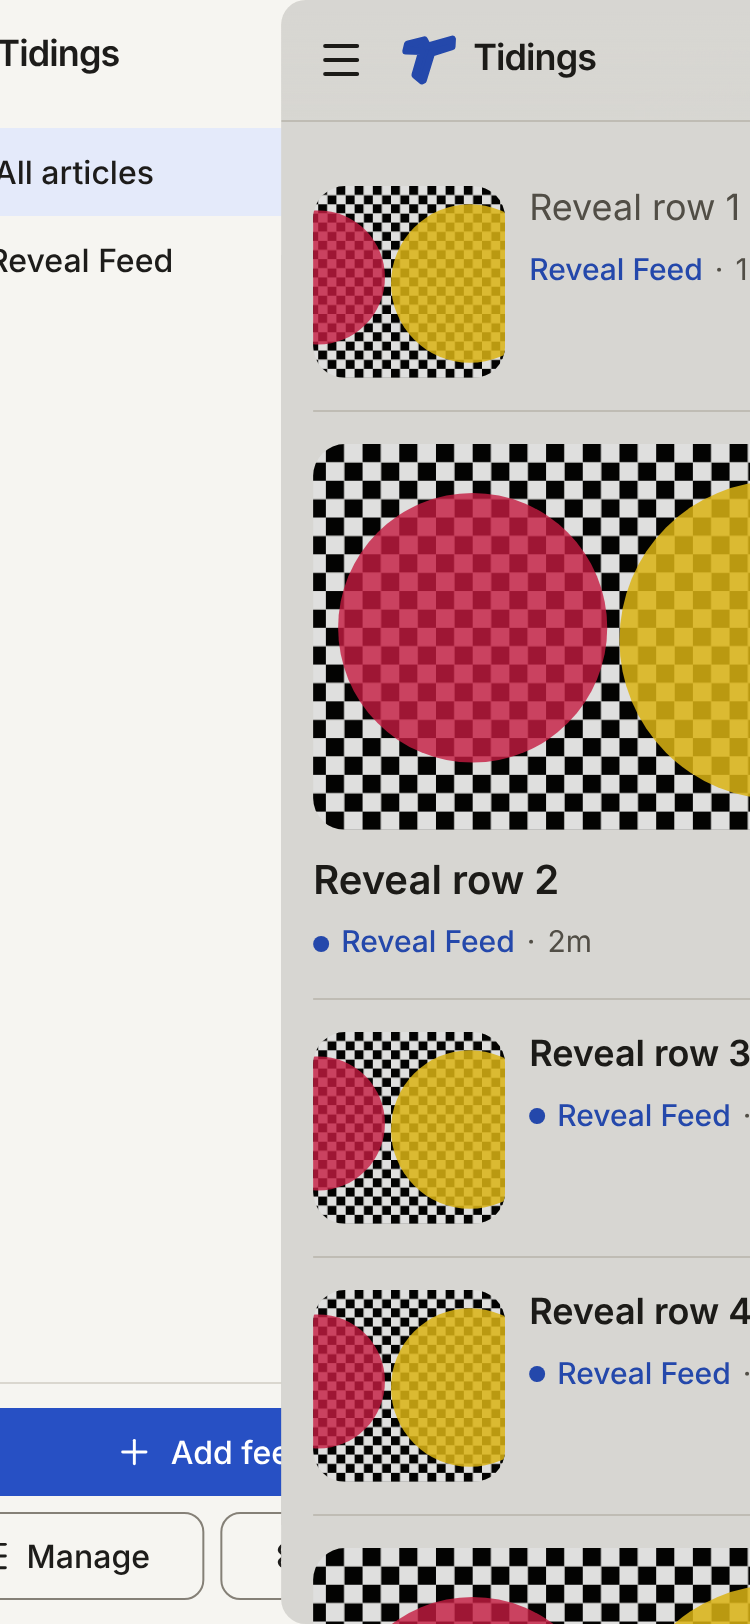 Tidings
All articles
Reveal Feed
Add fee
Manage
Tidings
Reveal row 1
Reveal Feed · 1
Reveal row 2
Reveal Feed · 2m
Reveal row 3
Reveal Feed ·
Reveal row 4
Reveal Feed ·